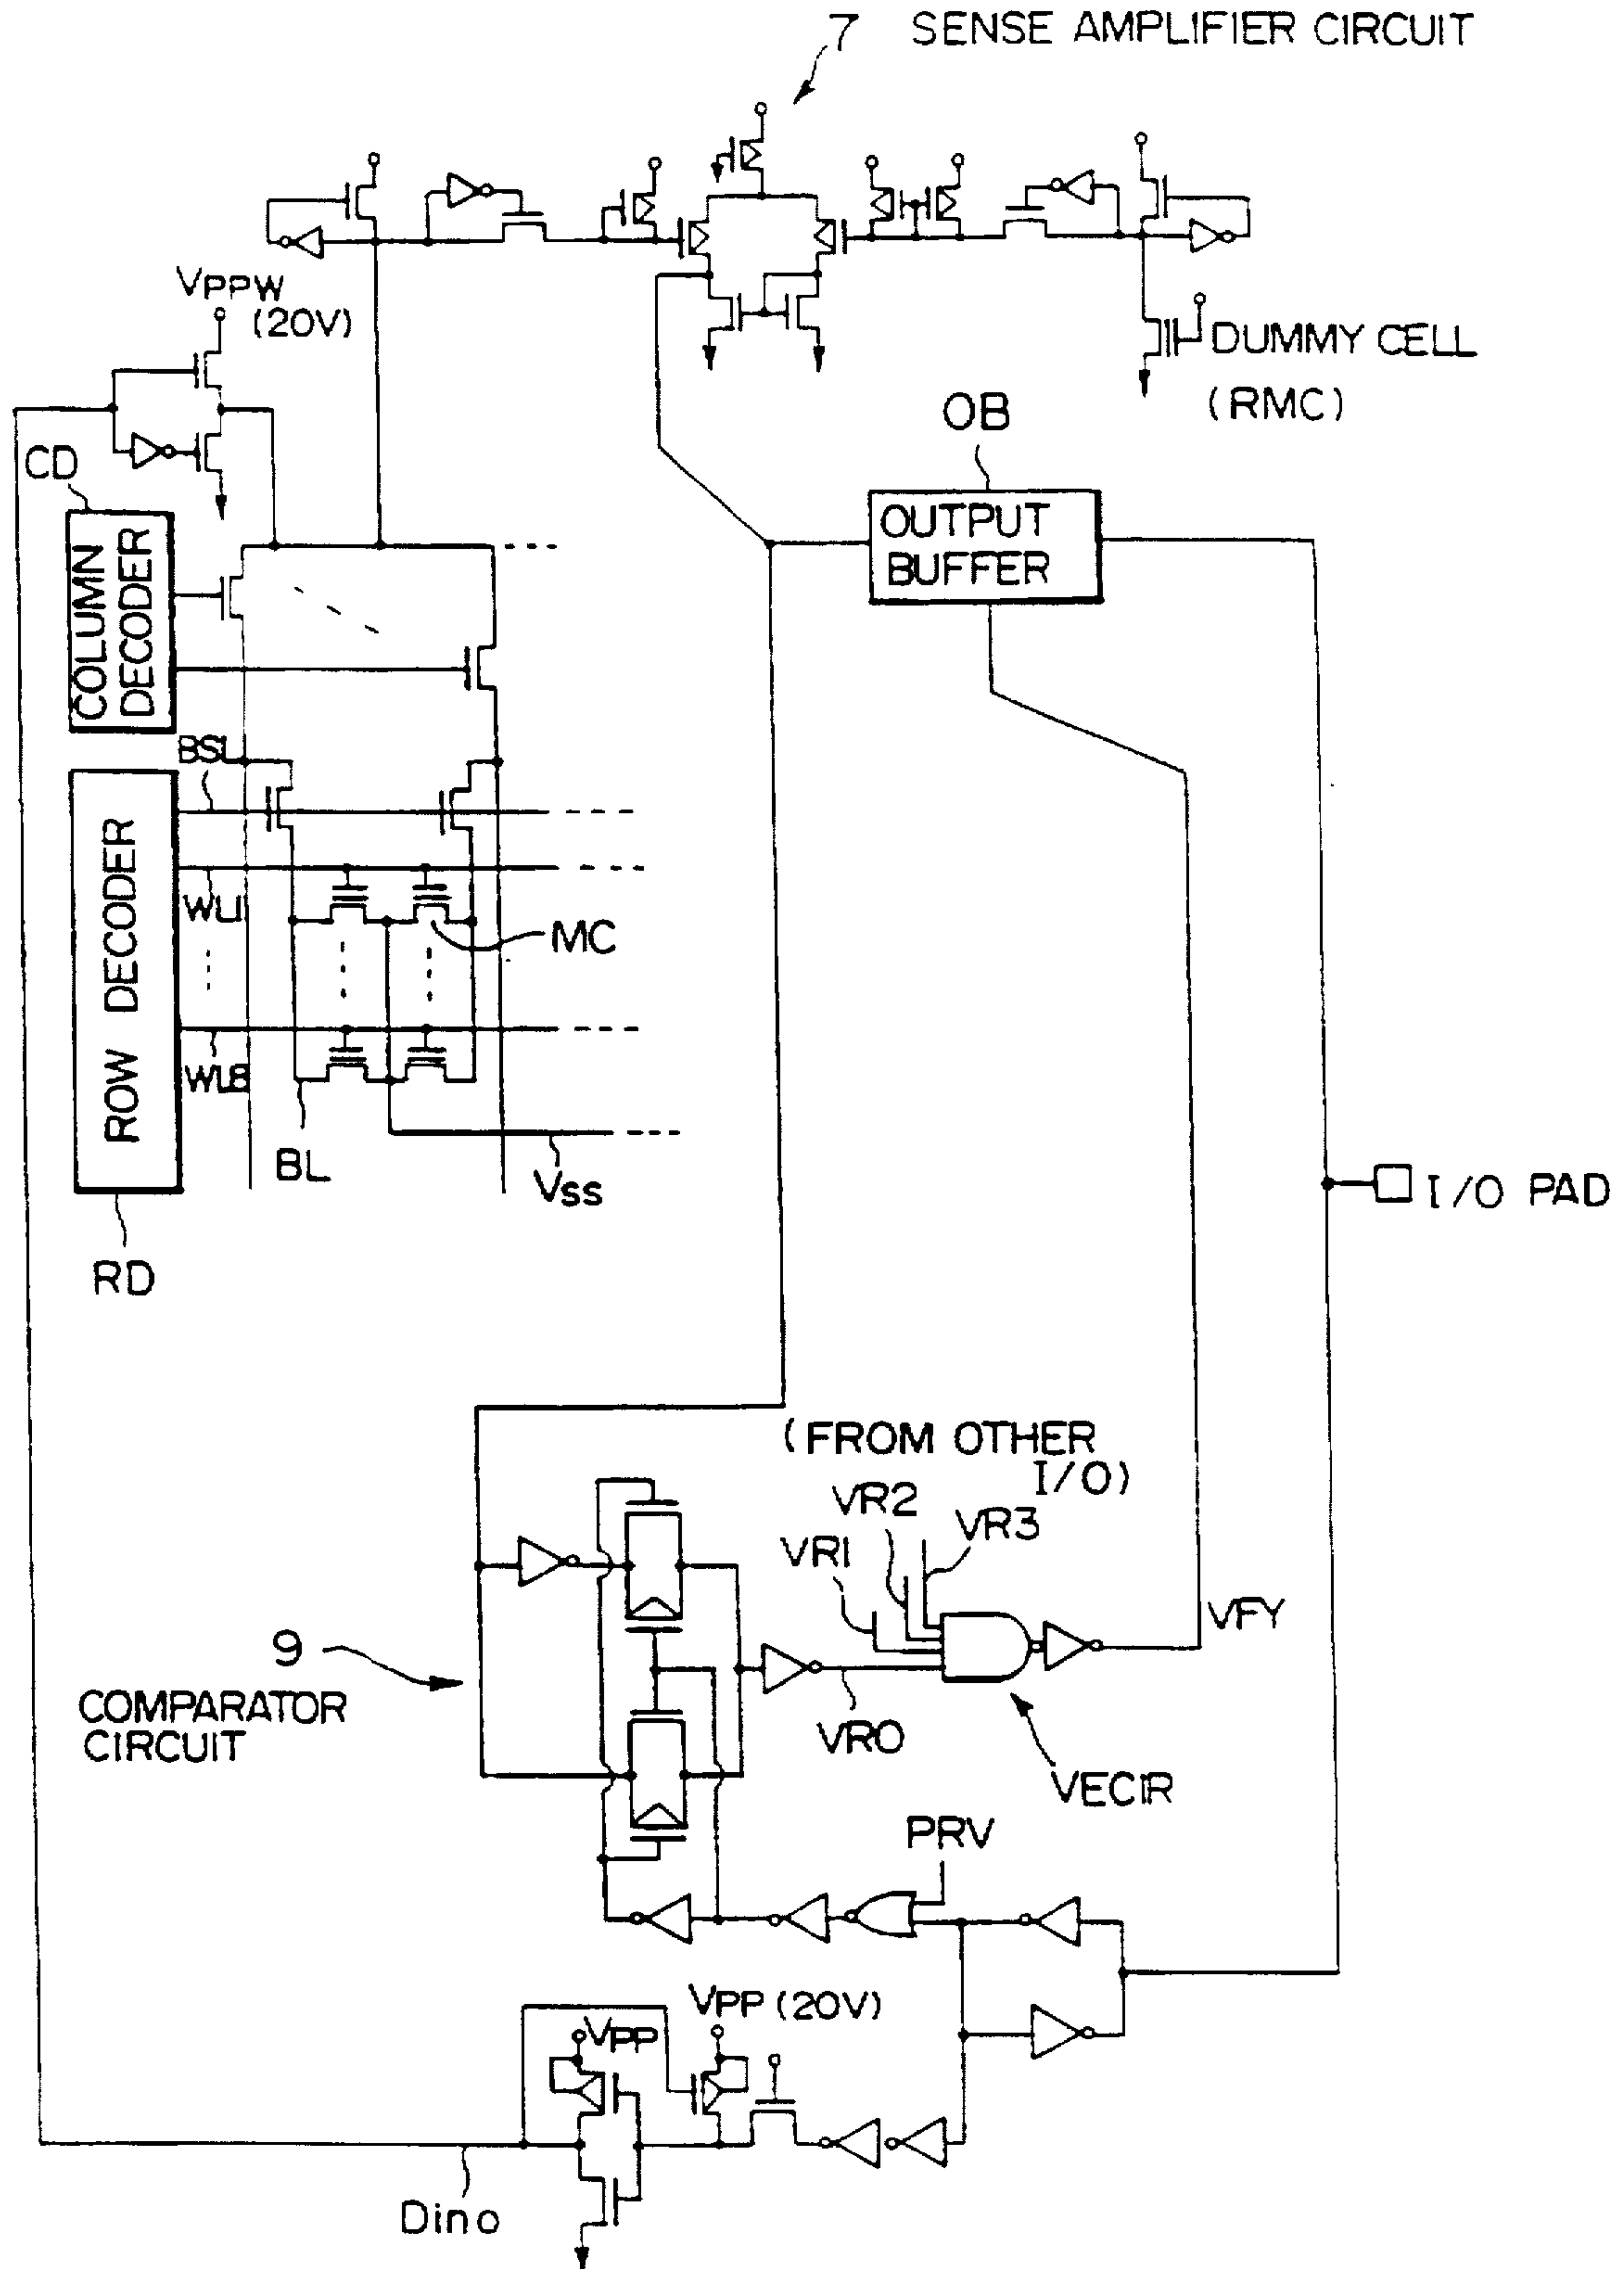 7 SENSE AMPLIFIER CIRCUIT
VPPW
(20V)
DUMMY CELL
(RMC)
OB
CD
OUTPUT
BUFFER
COLUMN
DECODER
BSL
ROW DECODER
WL1
MC
WL8
BL
VSS
I/O PAD
RD
(FROM OTHER
I/O)
VR2
VR3
VR1
VFY
9
COMPARATOR
CIRCUIT
VR0
VECIR
PRV
VPP (20V)
VPP
Dino